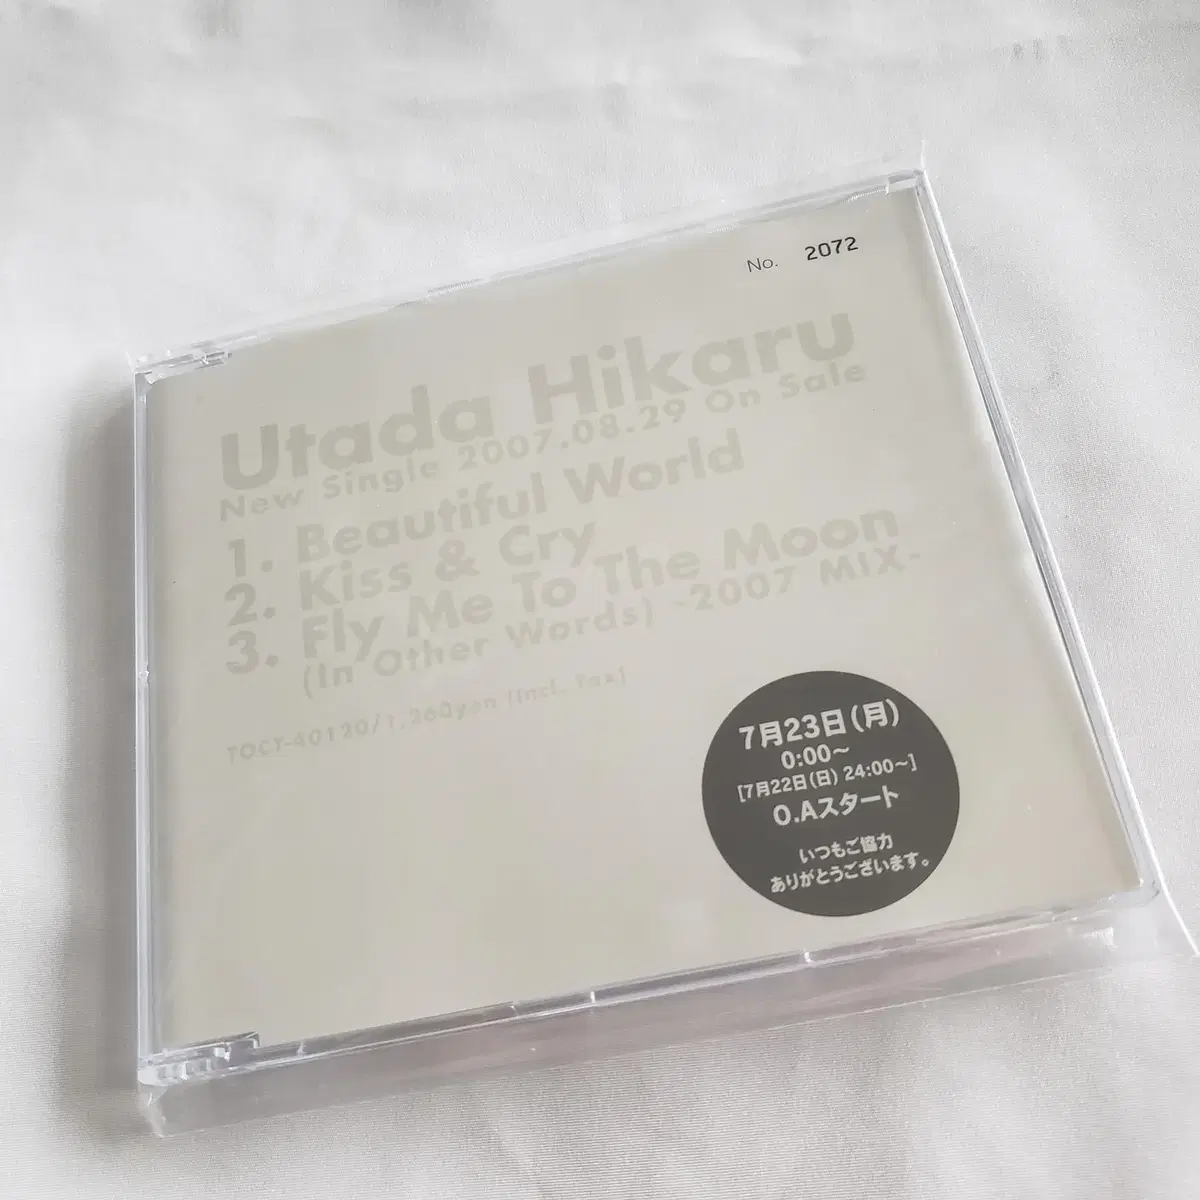 No. 2072
Utada Hikaru
New Single 2007.08.29 On Sale
1. Beautiful World
2. Kiss & Cry
3. Fly Me To The Moon
(In Other Words) -2007 MIX-
TOCT-40120/1,260yen (Incl. Tax)
7月23日(月)
0:00~
[7月22日(日) 24:00~]
O.Aスタート
いつもご協力
ありがとうございます。